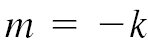 m = −k